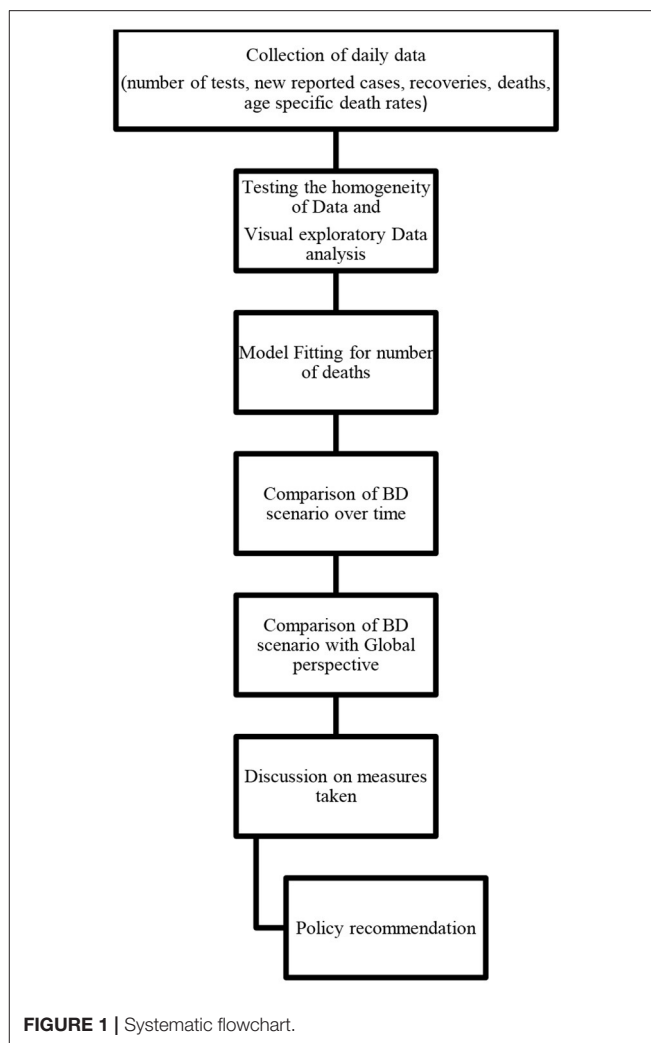 Collection of daily data
(number of tests, new reported cases, recoveries, deaths,
age specific death rates)
Testing the homogeneity
of Data and
Visual exploratory Data
analysis
Model Fitting for number
of deaths
Comparison of BD
scenario over time
Comparison of BD
scenario with Global
perspective
Discussion on measures
taken
Policy recommendation
FIGURE 1 | Systematic flowchart.